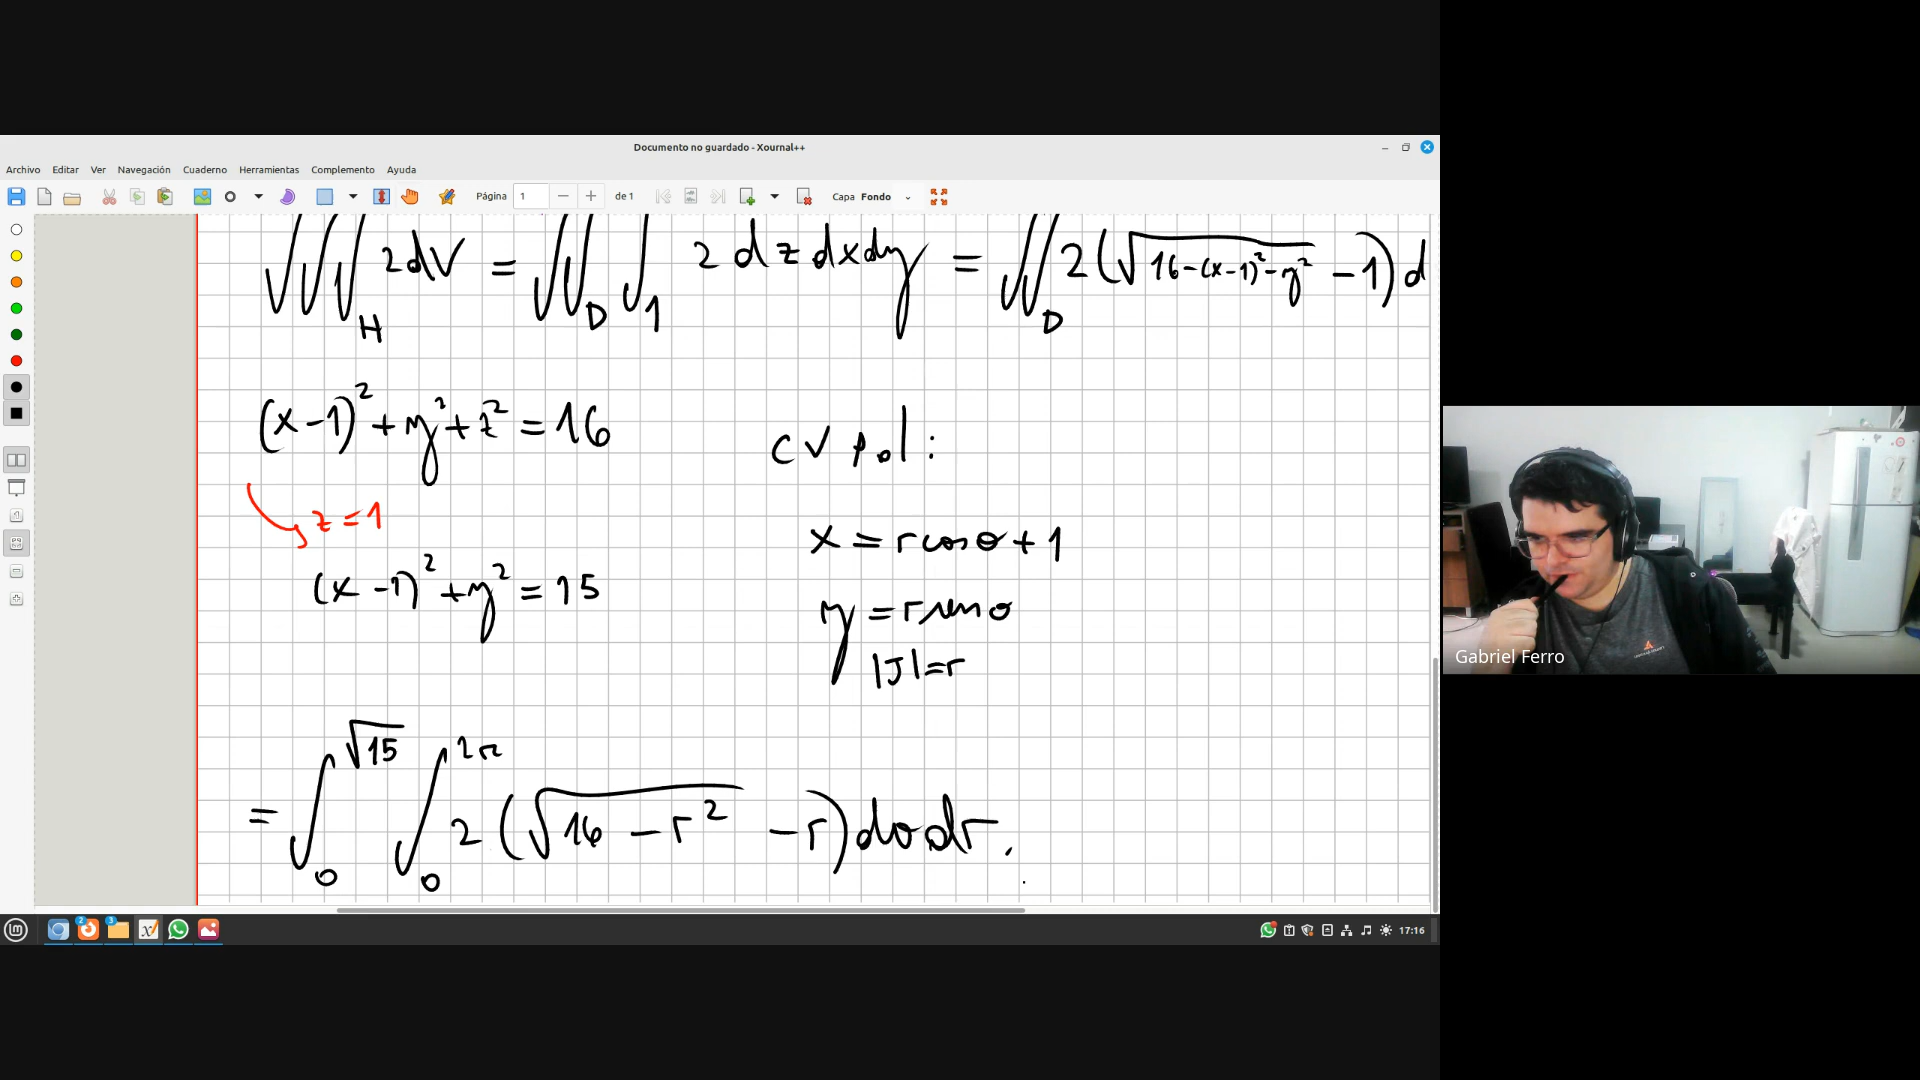 Documento no guardado - Xournal++
Archivo Editar Ver Navegación Cuaderno Herramientas Complemento Ayuda
Página 1 de 1 Capa Fondo
∭_H 2dV = ∬_D ∫_1 2 dz dxdy = ∬_D 2(√(16-(x-1)²-y²) -1) d
(x-1)² + y² + z² = 16
z = 1
(x-1)² + y² = 15
CV pol:
x = r cos θ + 1
y = r sen θ
|J| = r
= ∫_0^√15 ∫_0^2π 2 (√(16 - r²) - r) dθ dr.
Gabriel Ferro
2 3 17:16